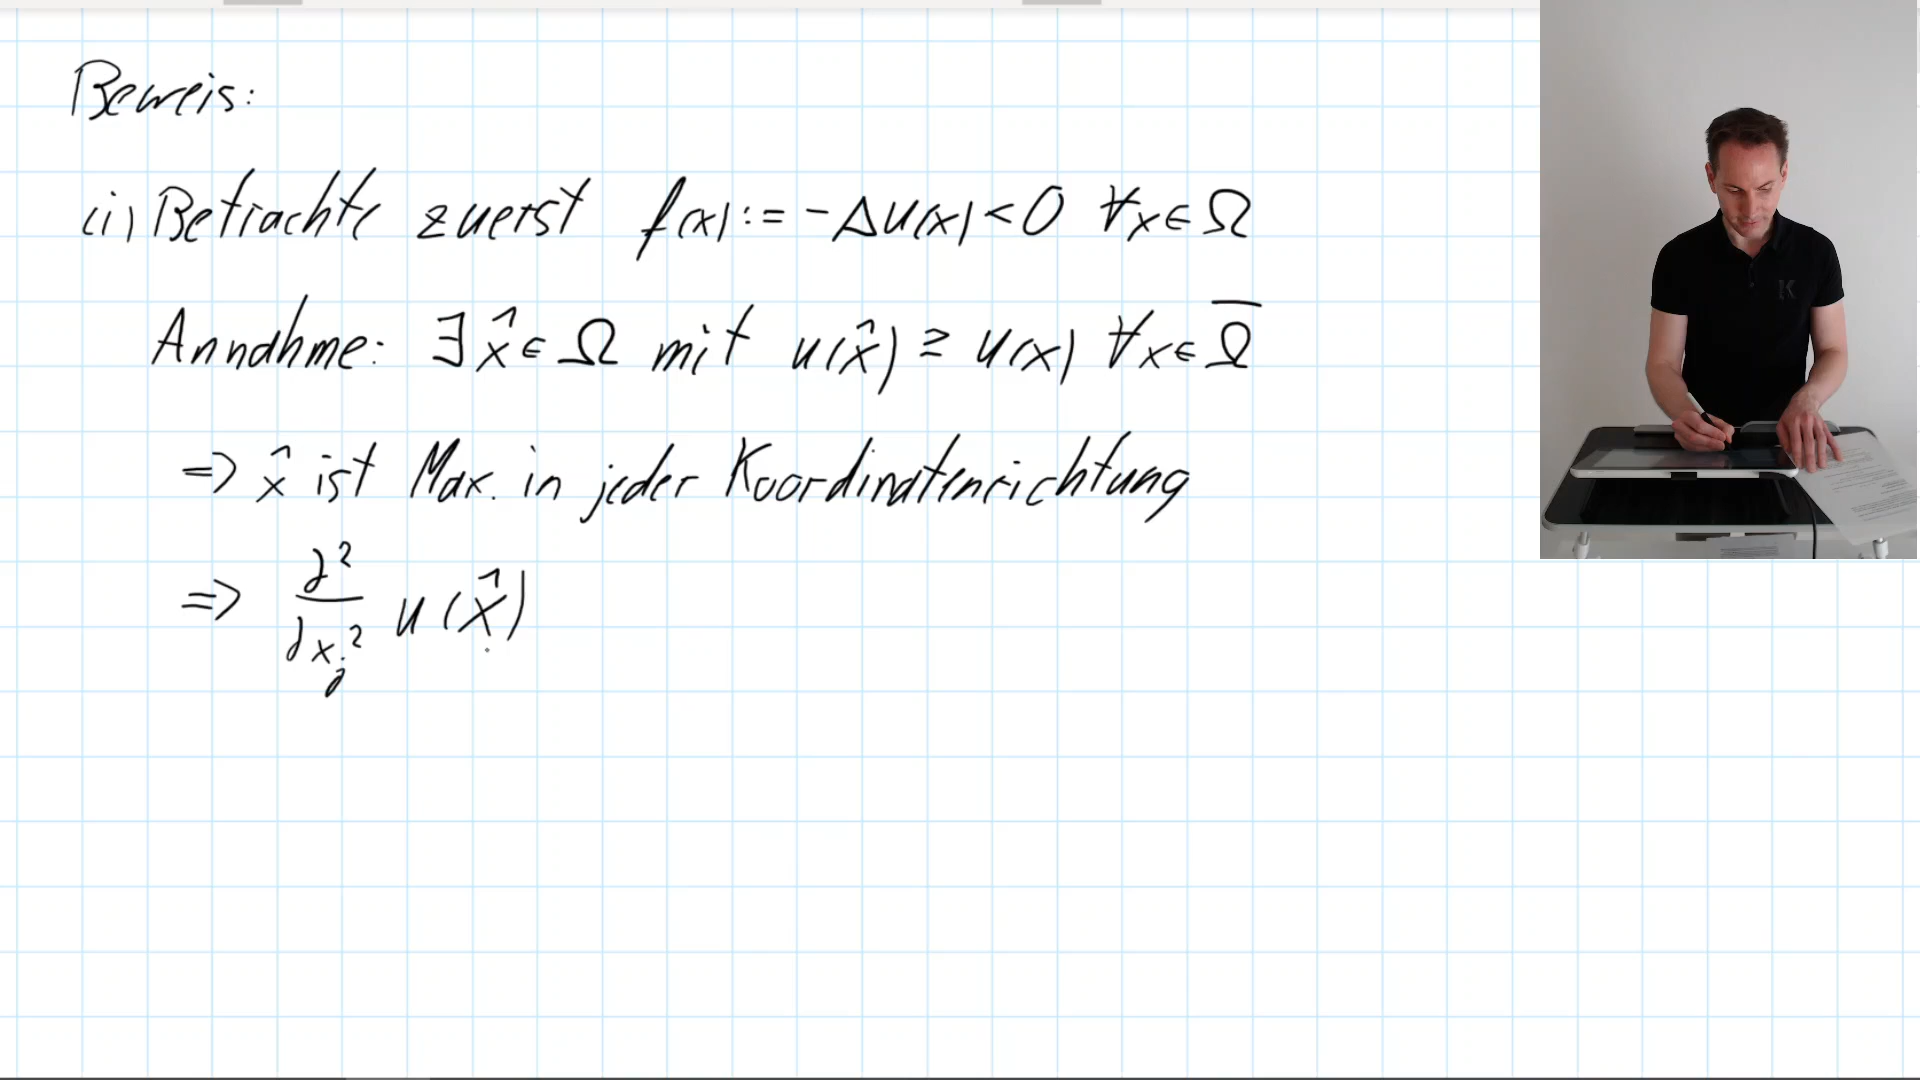 Beweis:
(i) Betrachte zuerst f(x) := -Δu(x) < 0 ∀x∈Ω
Annahme: ∃ x̂ ∈ Ω mit u(x̂) ≥ u(x) ∀x∈Ω̅
=> x̂ ist Max. in jeder Koordinatenrichtung
=> ∂²/∂x_j² u(x̂)
K